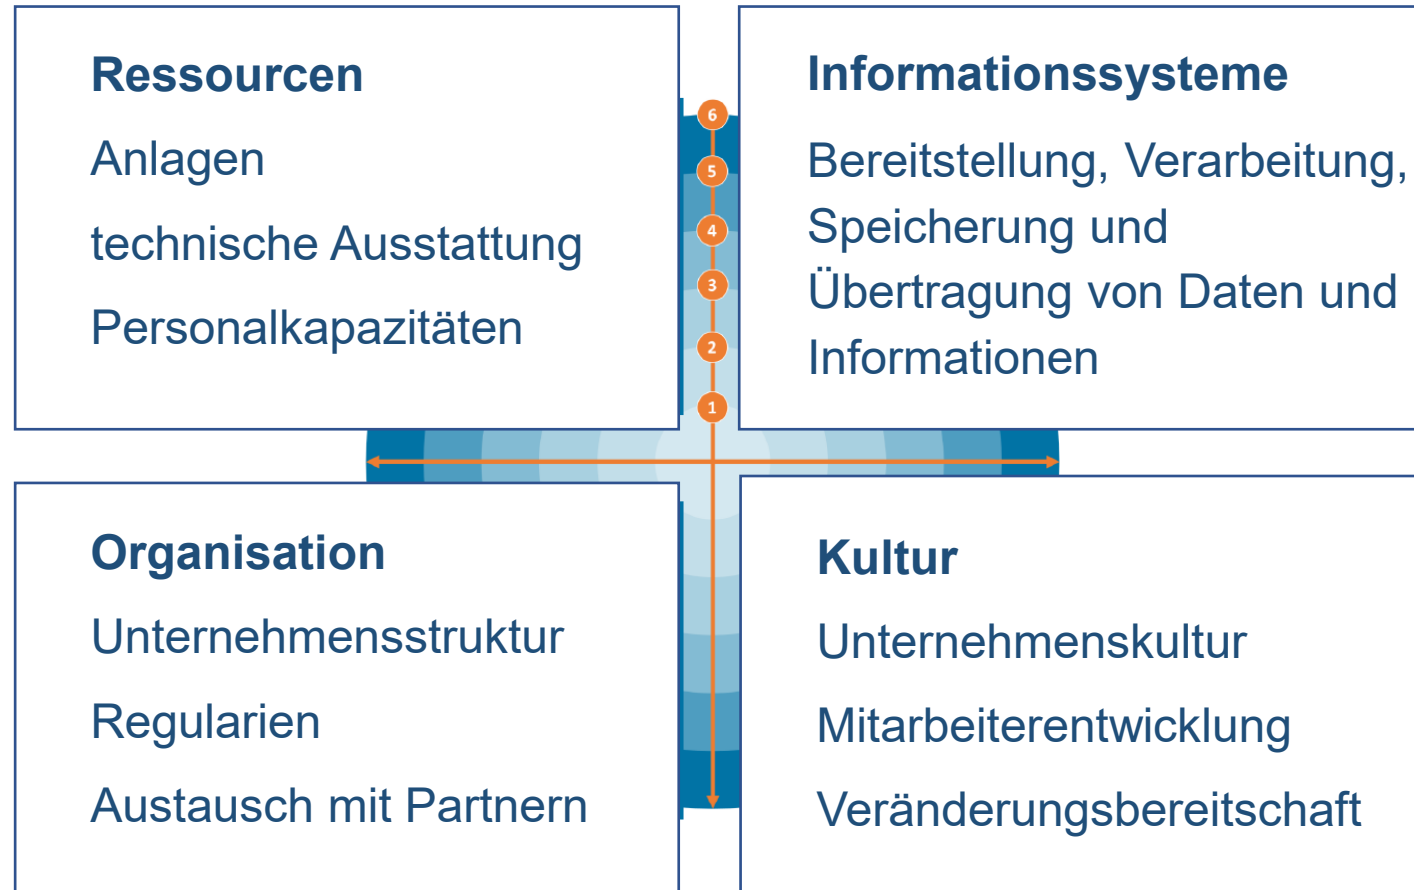 Ressourcen
Anlagen
technische Ausstattung
Personalkapazitäten
Informationssysteme
Bereitstellung, Verarbeitung,
Speicherung und
Übertragung von Daten und
Informationen
6
5
4
3
2
1
Organisation
Unternehmensstruktur
Regularien
Austausch mit Partnern
Kultur
Unternehmenskultur
Mitarbeiterentwicklung
Veränderungsbereitschaft